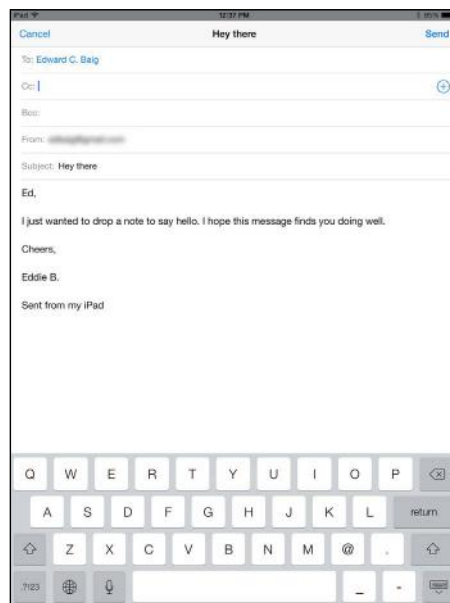 iPad 12:37 PM 95%
Cancel Hey there Send
To: Edward C. Baig
Cc:
Bcc:
From:
Subject: Hey there
Ed,
I just wanted to drop a note to say hello. I hope this message finds you doing well.
Cheers,
Eddie B.
Sent from my iPad
Q W E R T Y U I O P
A S D F G H J K L return
Z X C V B N M @ .
.?123 _ -